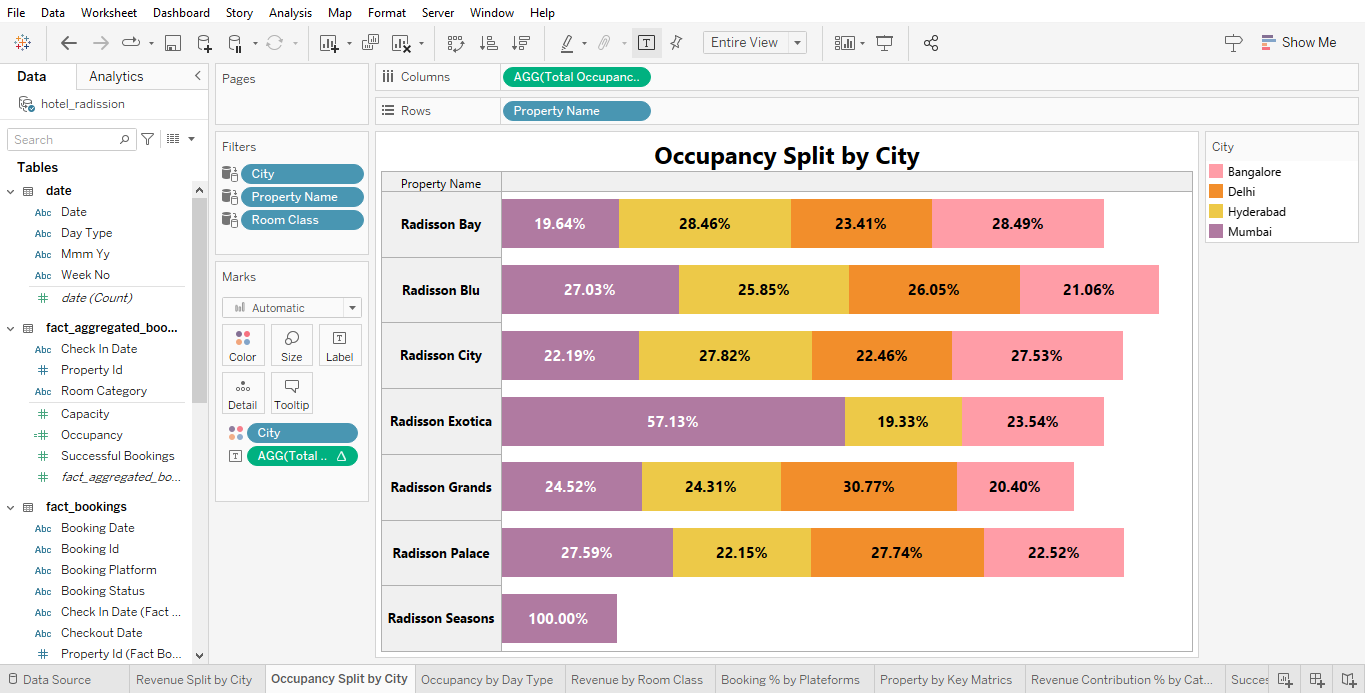 File Data Worksheet Dashboard Story Analysis Map Format Server Window Help
Entire View
Show Me
Data Analytics
hotel_radission
Search
Tables
date
Abc Date
Abc Day Type
Abc Mmm Yy
Abc Week No
# date (Count)
fact_aggregated_boo...
Abc Check In Date
# Property Id
Abc Room Category
# Capacity
=# Occupancy
# Successful Bookings
# fact_aggregated_bo...
fact_bookings
Abc Booking Date
Abc Booking Id
Abc Booking Platform
Abc Booking Status
Abc Check In Date (Fact ...
Abc Checkout Date
# Property Id (Fact Bo...
Pages
Filters
City
Property Name
Room Class
Marks
Automatic
Color Size Label
Detail Tooltip
City
AGG(Total .. Δ
Columns AGG(Total Occupanc..
Rows Property Name
Occupancy Split by City
Property Name
Radisson Bay 19.64% 28.46% 23.41% 28.49%
Radisson Blu 27.03% 25.85% 26.05% 21.06%
Radisson City 22.19% 27.82% 22.46% 27.53%
Radisson Exotica 57.13% 19.33% 23.54%
Radisson Grands 24.52% 24.31% 30.77% 20.40%
Radisson Palace 27.59% 22.15% 27.74% 22.52%
Radisson Seasons 100.00%
City
Bangalore
Delhi
Hyderabad
Mumbai
Data Source Revenue Split by City Occupancy Split by City Occupancy by Day Type Revenue by Room Class Booking % by Plateforms Property by Key Matrics Revenue Contribution % by Cat... Succes